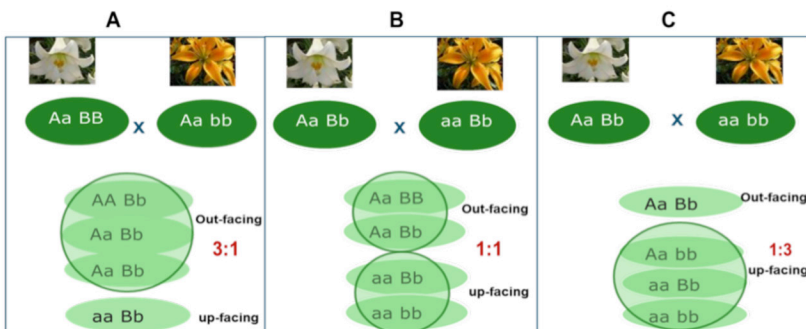 A
B
C
Aa BB
x
Aa bb
Aa Bb
x
aa Bb
Aa Bb
x
aa bb
AA Bb
Aa Bb
Aa Bb
aa Bb
Out-facing
3:1
up-facing
Aa BB
Aa Bb
aa Bb
aa bb
Out-facing
1:1
up-facing
Aa Bb
Aa bb
aa Bb
aa bb
Out-facing
1:3
up-facing